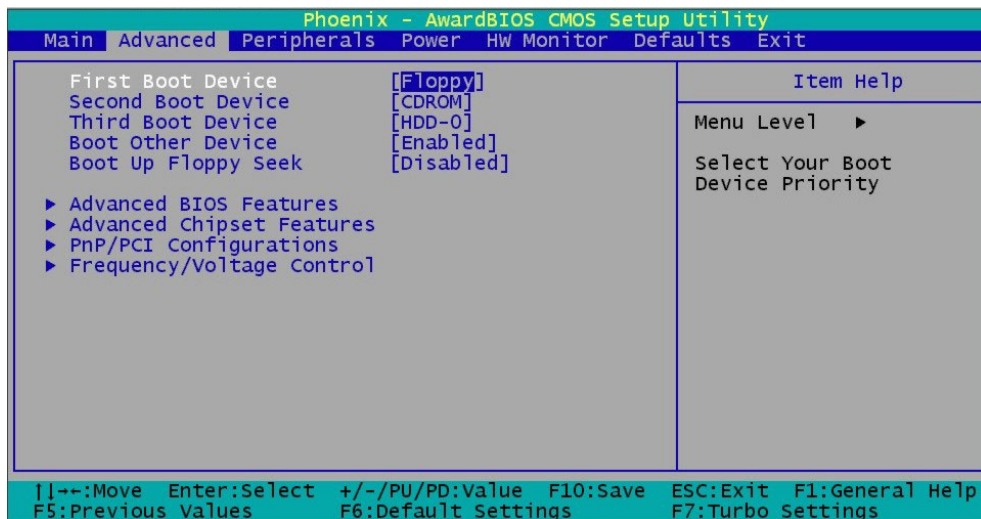 Phoenix - AwardBIOS CMOS Setup Utility
Main Advanced Peripherals Power HW Monitor Defaults Exit
First Boot Device [Floppy]
Second Boot Device [CDROM]
Third Boot Device [HDD-0]
Boot Other Device [Enabled]
Boot Up Floppy Seek [Disabled]
▶ Advanced BIOS Features
▶ Advanced Chipset Features
▶ PnP/PCI Configurations
▶ Frequency/Voltage Control
Item Help
Menu Level ▶
Select Your Boot
Device Priority
↑↓→←:Move Enter:Select +/-/PU/PD:Value F10:Save ESC:Exit F1:General Help
F5:Previous Values F6:Default Settings F7:Turbo Settings